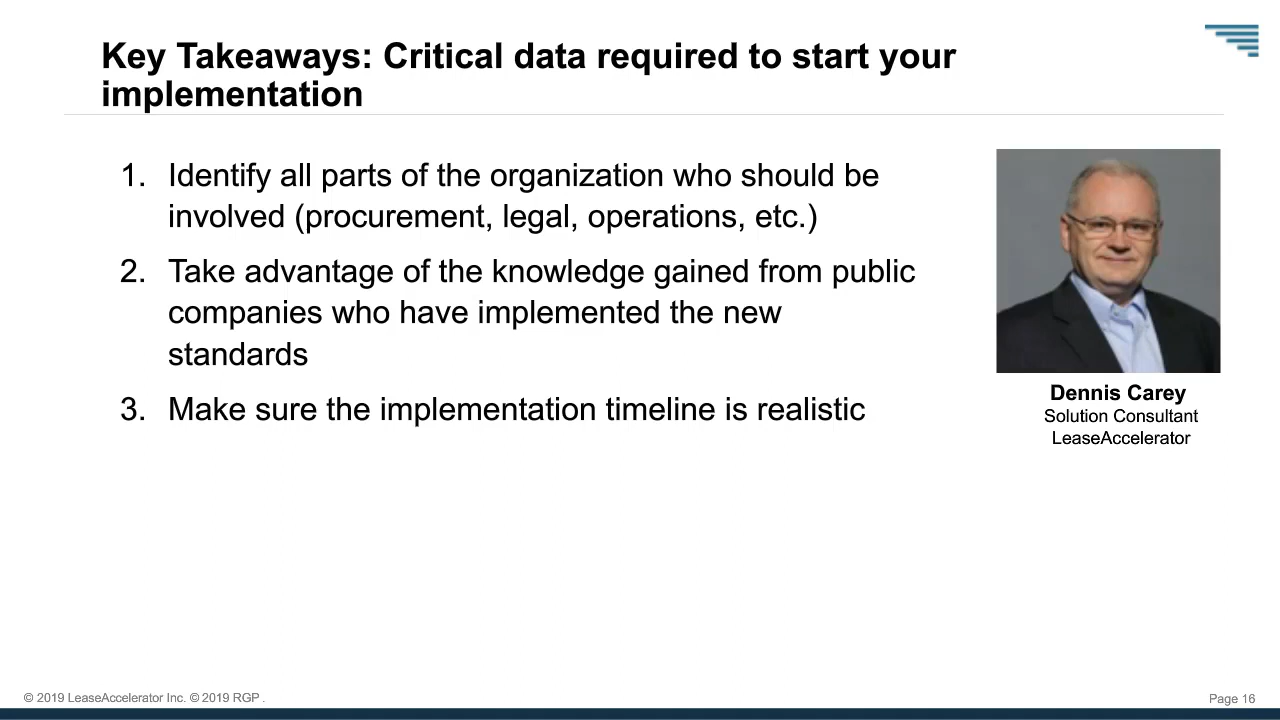 Key Takeaways: Critical data required to start your
implementation
1. Identify all parts of the organization who should be
involved (procurement, legal, operations, etc.)
2. Take advantage of the knowledge gained from public
companies who have implemented the new
standards
3. Make sure the implementation timeline is realistic
Dennis Carey
Solution Consultant
LeaseAccelerator
© 2019 LeaseAccelerator Inc. © 2019 RGP .
Page 16